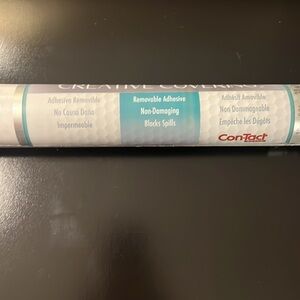 CREATIVE COVERING
Adhesivo Removible
No Causa Daño
Impermeable
Removable Adhesive
Non-Damaging
Blocks Spills
Adhésif Amovible
Non Dommageable
Empêche les Dégâts
Con-Tact